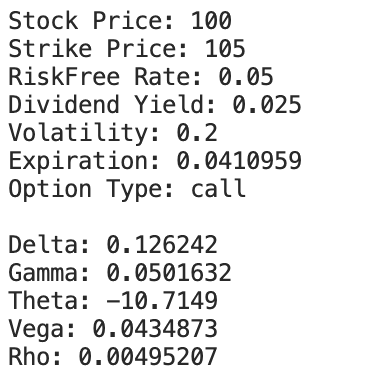 Stock Price: 100
Strike Price: 105
RiskFree Rate: 0.05
Dividend Yield: 0.025
Volatility: 0.2
Expiration: 0.0410959
Option Type: call
Delta: 0.126242
Gamma: 0.0501632
Theta: -10.7149
Vega: 0.0434873
Rho: 0.00495207